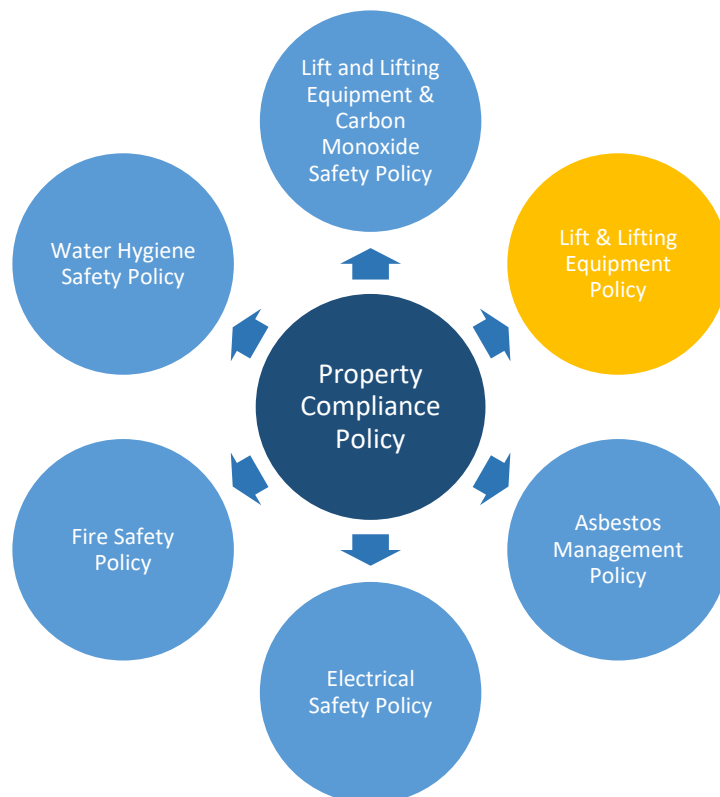 Lift and Lifting
Equipment &
Carbon
Monoxide
Safety Policy
Lift & Lifting
Equipment
Policy
Asbestos
Management
Policy
Electrical
Safety Policy
Fire Safety
Policy
Water Hygiene
Safety Policy
Property
Compliance
Policy